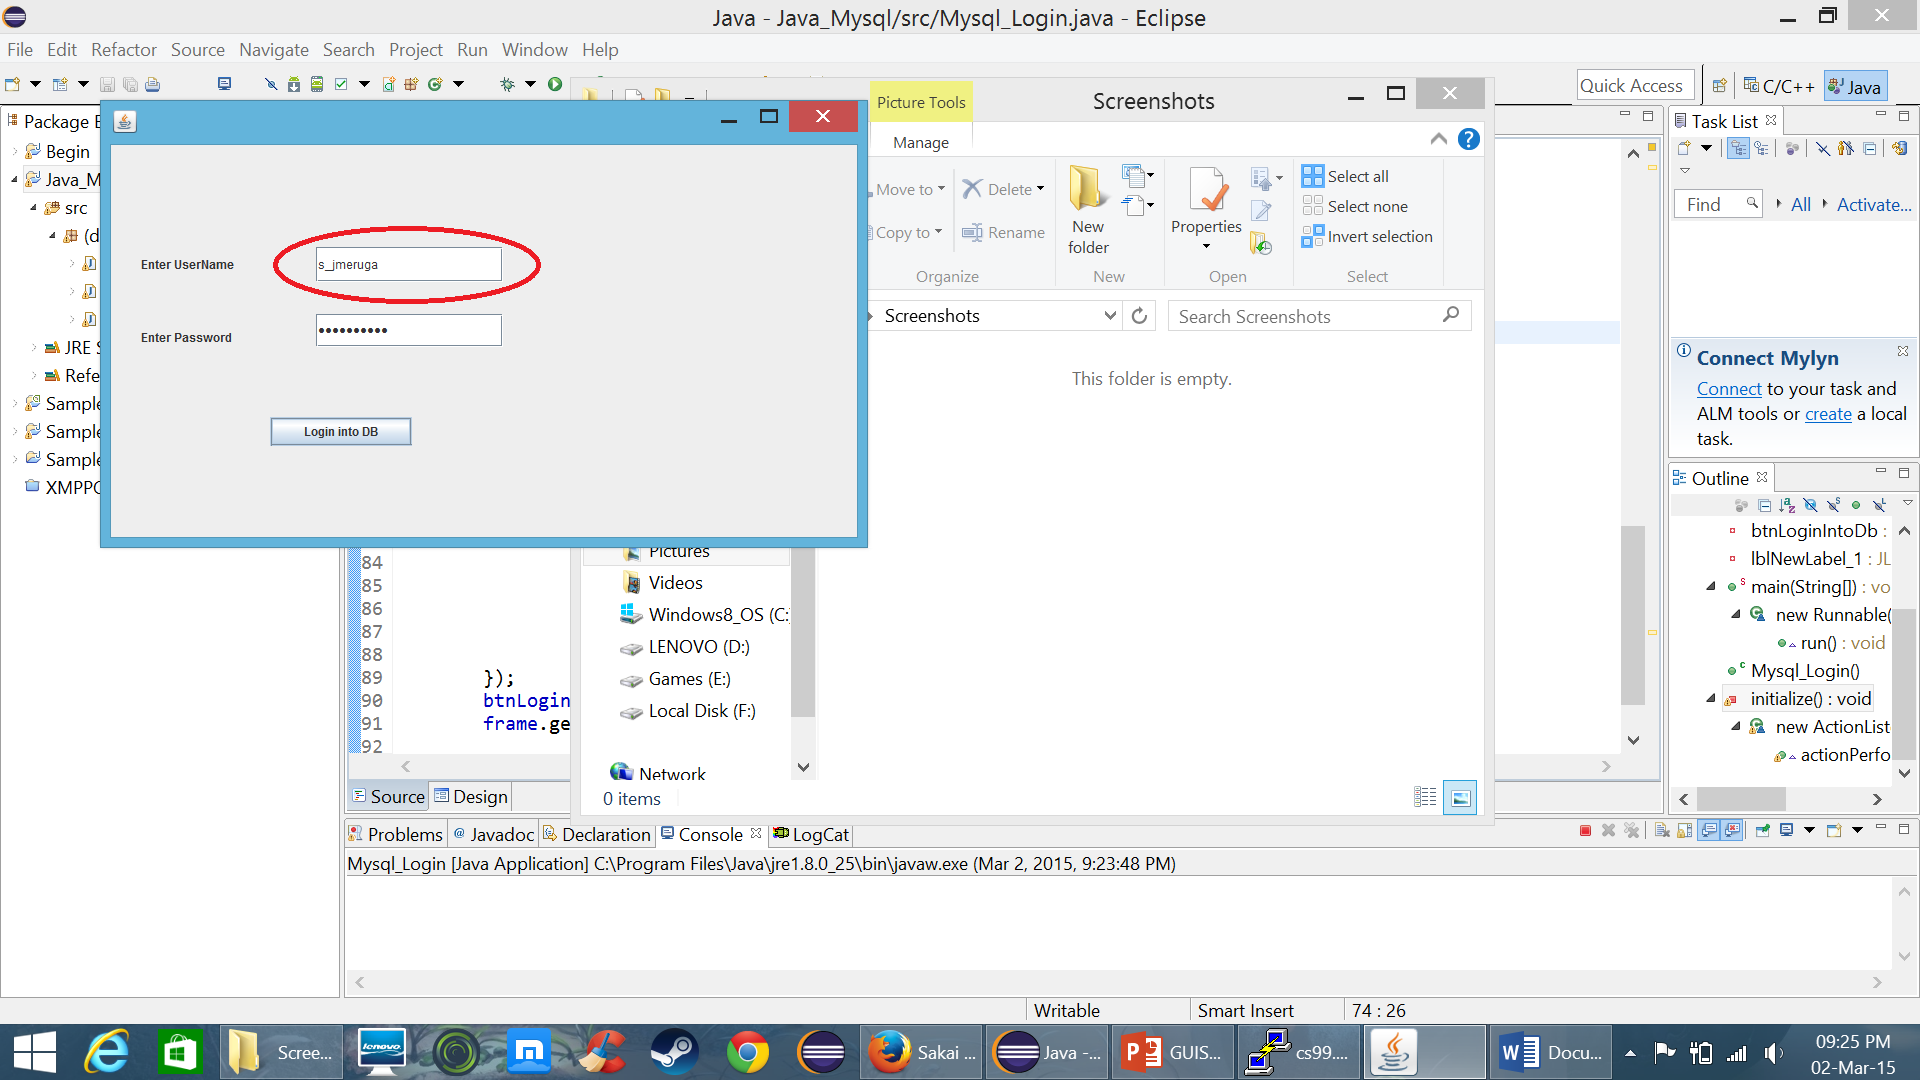 Java - Java_Mysql/src/Mysql_Login.java - Eclipse
File Edit Refactor Source Navigate Search Project Run Window Help
Quick Access
C/C++
Java
Package E
Begin
Java_M
src
(d
JRE S
Refe
Sample
Sample
Sample
XMPPC
Enter UserName
s_jmeruga
Enter Password
••••••••••
Login into DB
Picture Tools
Screenshots
Manage
Move to
Copy to
Delete
Rename
Organize
New folder
New
Properties
Open
Select all
Select none
Invert selection
Select
Screenshots
Search Screenshots
This folder is empty.
Pictures
Videos
Windows8_OS (C:
LENOVO (D:)
Games (E:)
Local Disk (F:)
Network
0 items
84
85
86
87
88
89 });
90 btnLogin
91 frame.ge
92
Source Design
Task List
Find
All
Activate...
Connect Mylyn
Connect to your task and
ALM tools or create a local
task.
Outline
btnLoginIntoDb :
lblNewLabel_1 : JL
main(String[]) : vo
new Runnable(
run() : void
Mysql_Login()
initialize() : void
new ActionList
actionPerfo
Problems @ Javadoc Declaration Console LogCat
Mysql_Login [Java Application] C:\Program Files\Java\jre1.8.0_25\bin\javaw.exe (Mar 2, 2015, 9:23:48 PM)
Writable
Smart Insert
74 : 26
Scree...
lenovo
Sakai ...
Java -...
GUIS...
cs99....
Docu...
09:25 PM
02-Mar-15